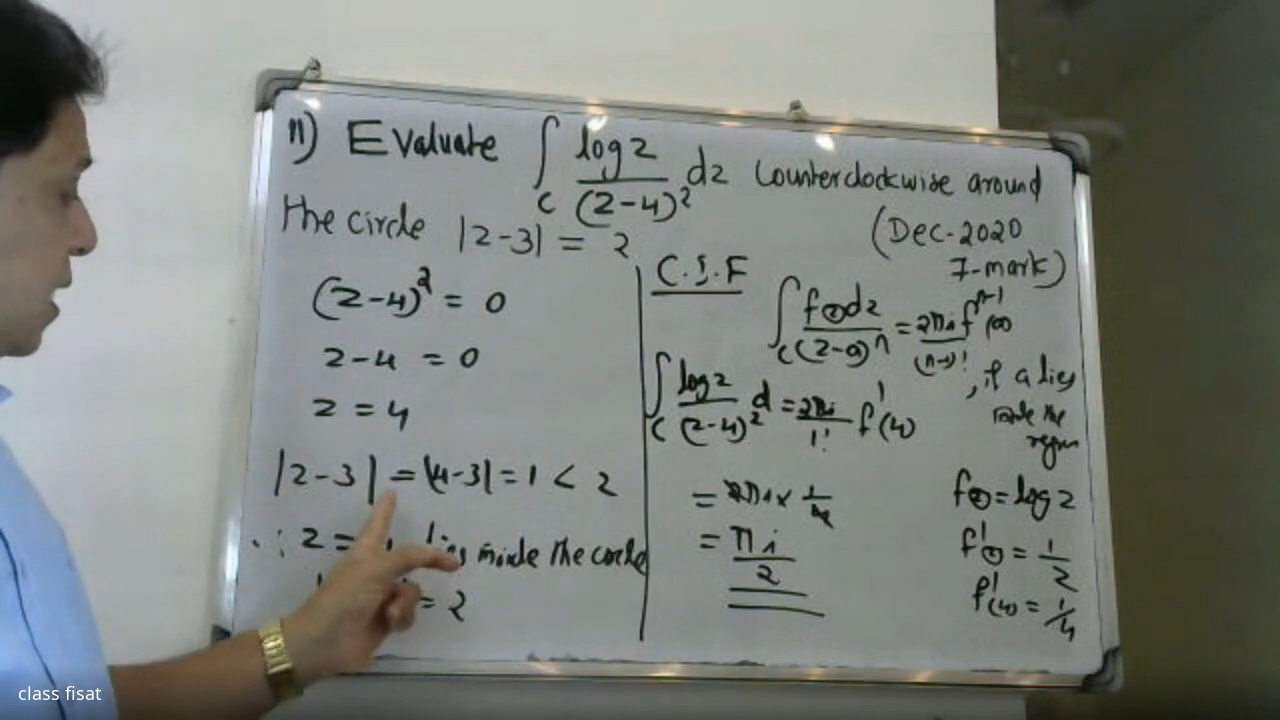 11) Evaluate ∫_C log z / (z-4)² dz counterclockwise around
the circle |z-3| = 2
(Dec-2020
7-mark)
(z-4)² = 0
z-4 = 0
z = 4
|z-3| = |4-3| = 1 < 2
∴ z = lies inside the circle
= 2
C.I.F
∫_C f(z)dz / (z-a)ⁿ = 2πi f^{n-1}(a) / (n-1)!
, if a lies
inside the
region
∫_C log z / (z-4)² d = 2πi / 1! f'(4)
= 2πi × 1/4
= πi / 2
f(z) = log z
f'(z) = 1/z
f'(4) = 1/4
class fisat